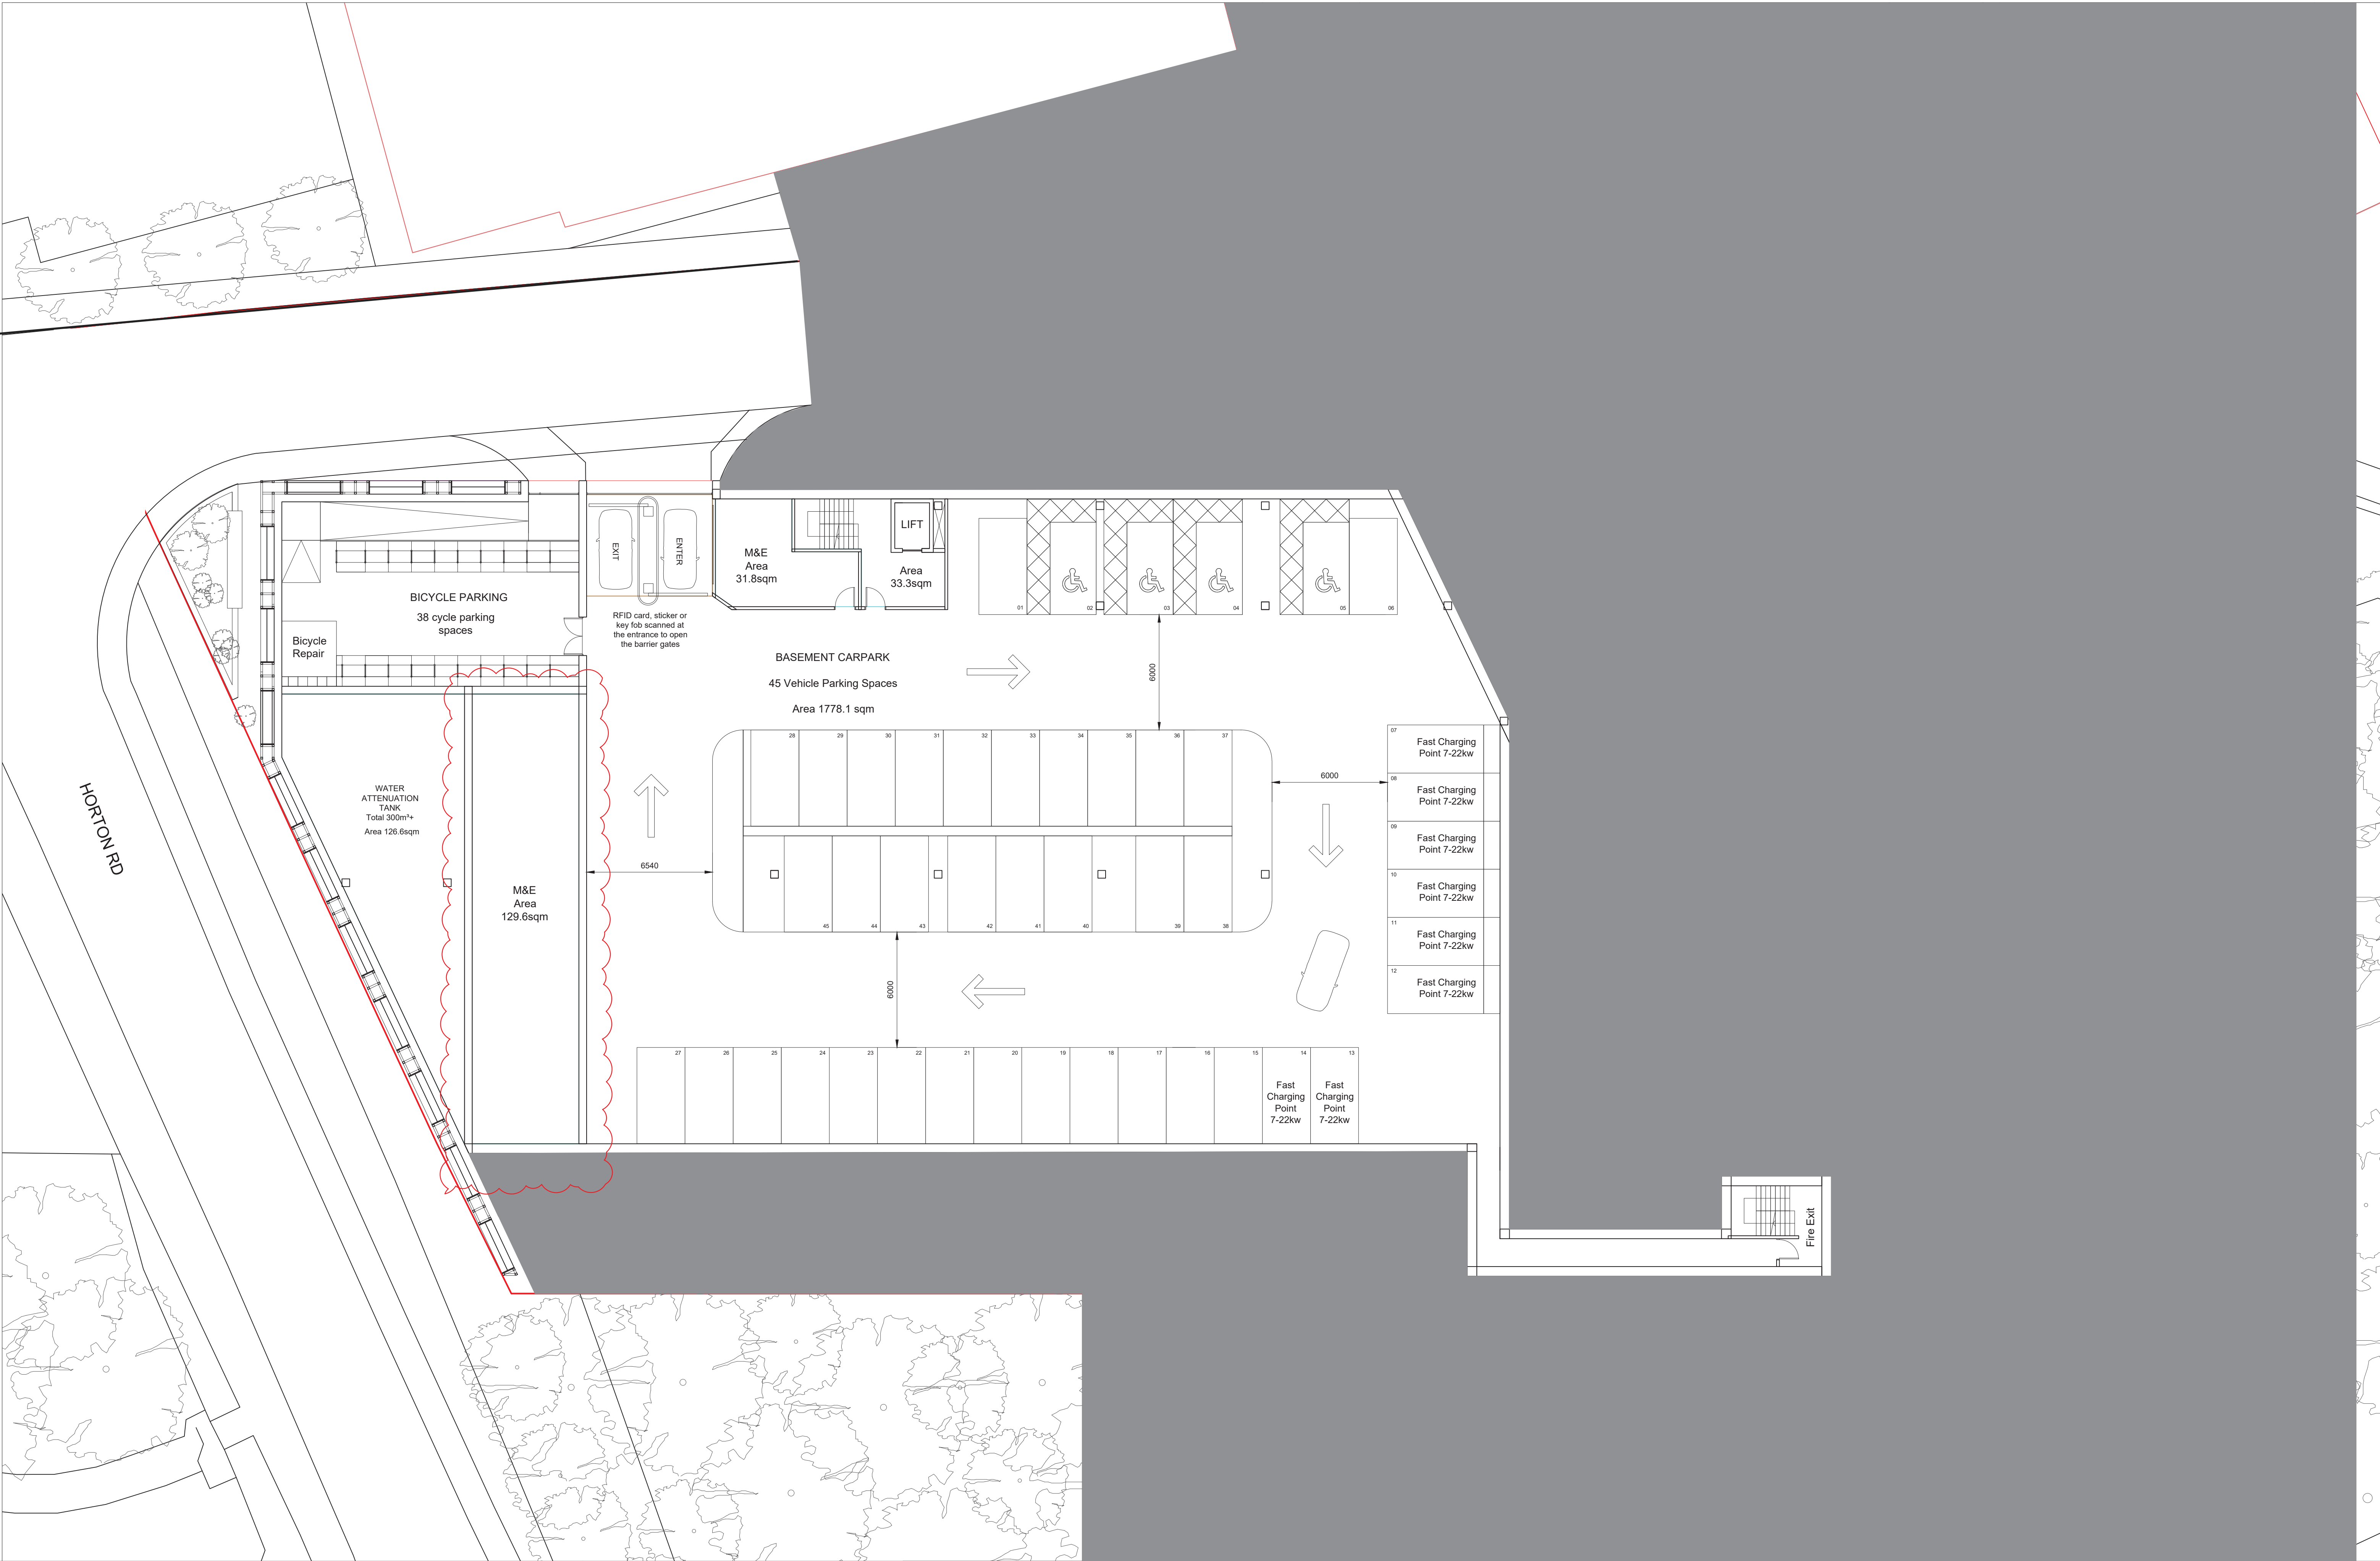 EXIT
ENTER
M&E
Area
31.8sqm
LIFT
Area
33.3sqm
01
02
03
04
05
06
BICYCLE PARKING
38 cycle parking
spaces
Bicycle
Repair
RFID card, sticker or
key fob scanned at
the entrance to open
the barrier gates
BASEMENT CARPARK
45 Vehicle Parking Spaces
Area 1778.1 sqm
6000
28
29
30
31
32
33
34
35
36
37
6000
07
Fast Charging
Point 7-22kw
08
Fast Charging
Point 7-22kw
09
Fast Charging
Point 7-22kw
10
Fast Charging
Point 7-22kw
11
Fast Charging
Point 7-22kw
12
Fast Charging
Point 7-22kw
HORTON RD
WATER
ATTENUATION
TANK
Total 300m³+
Area 126.6sqm
M&E
Area
129.6sqm
6540
45
44
43
42
41
40
39
38
6000
27
26
25
24
23
22
21
20
19
18
17
16
15
14
13
Fast
Charging
Point
7-22kw
Fast
Charging
Point
7-22kw
Fire Exit